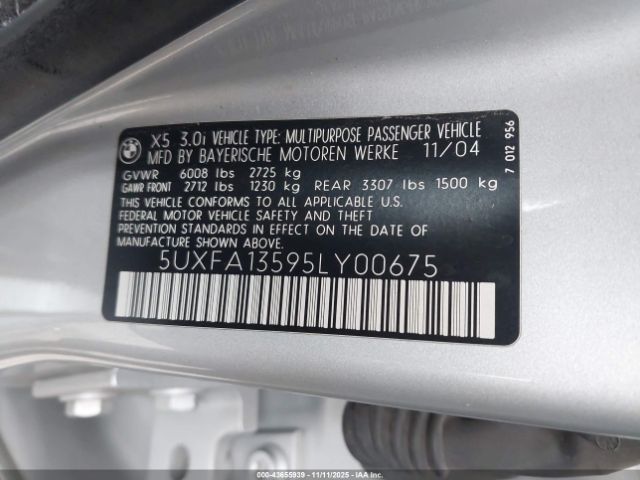 BMW
X5 3.0i VEHICLE TYPE: MULTIPURPOSE PASSENGER VEHICLE
MFD BY BAYERISCHE MOTOREN WERKE 11/04
GVWR 6008 lbs 2725 kg
GAWR FRONT 2712 lbs 1230 kg REAR 3307 lbs 1500 kg
THIS VEHICLE CONFORMS TO ALL APPLICABLE U.S.
FEDERAL MOTOR VEHICLE SAFETY AND THEFT
PREVENTION STANDARDS IN EFFECT ON THE DATE
OF MANUFACTURE SHOWN ABOVE
5UXFA13595LY00675
7 012 956
000-43655939 - 11/11/2025 - IAAI.COM